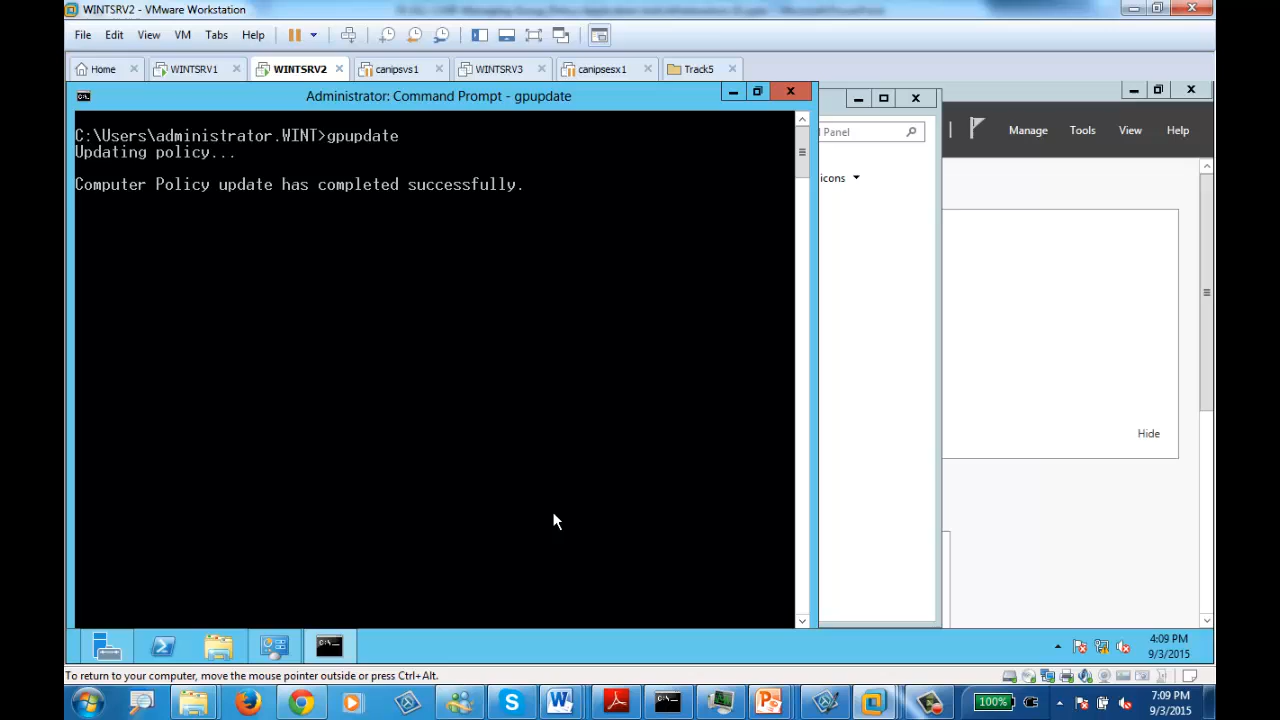 WINTSRV2 - VMware Workstation
File Edit View VM Tabs Help
Home WINTSRV1 WINTSRV2 canipsvs1 WINTSRV3 canipsesx1 Track5
Administrator: Command Prompt - gpupdate
Panel
Manage Tools View Help
C:\Users\administrator.WINT>gpupdate
Updating policy...
icons
Computer Policy update has completed successfully.
Hide
4:09 PM
9/3/2015
To return to your computer, move the mouse pointer outside or press Ctrl+Alt.
100%
7:09 PM
9/3/2015